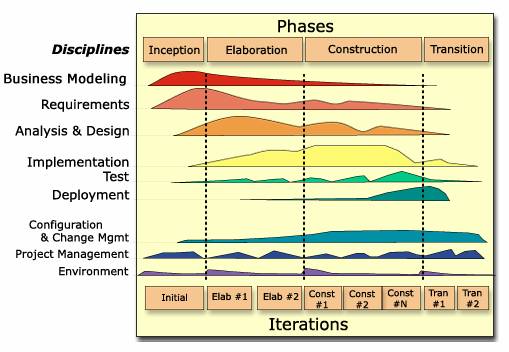 Phases
Disciplines
Inception
Elaboration
Construction
Transition
Business Modeling
Requirements
Analysis & Design
Implementation
Test
Deployment
Configuration
& Change Mgmt
Project Management
Environment
Initial
Elab #1
Elab #2
Const
#1
Const
#2
Const
#N
Tran
#1
Tran
#2
Iterations